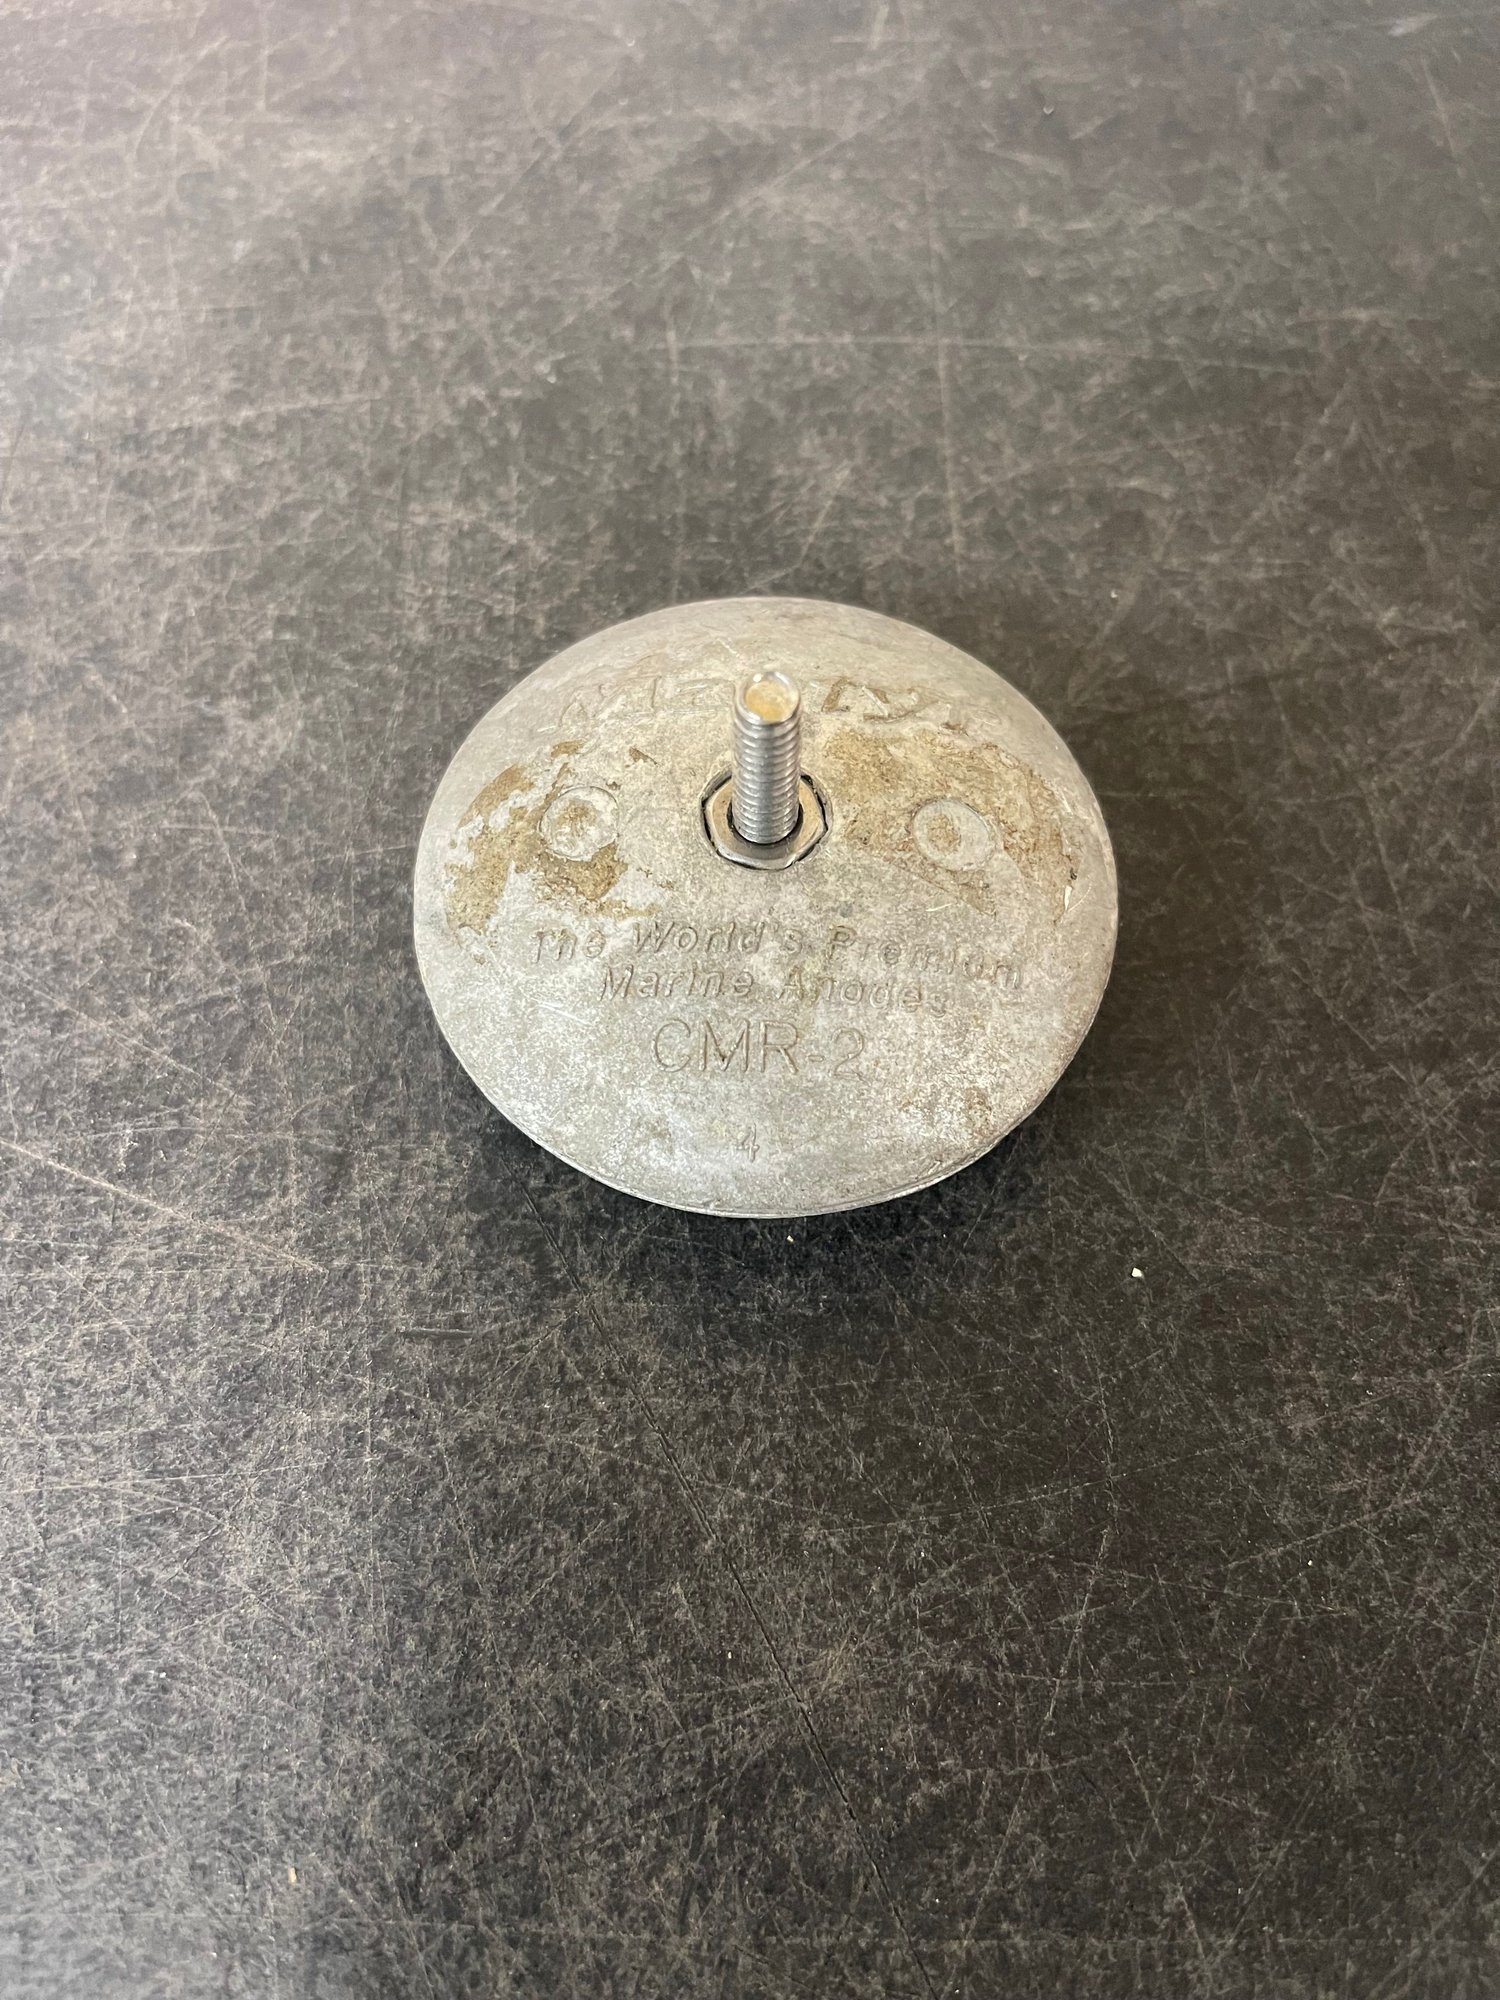 The World's Premium
Marine Anodes
CMR-2
4